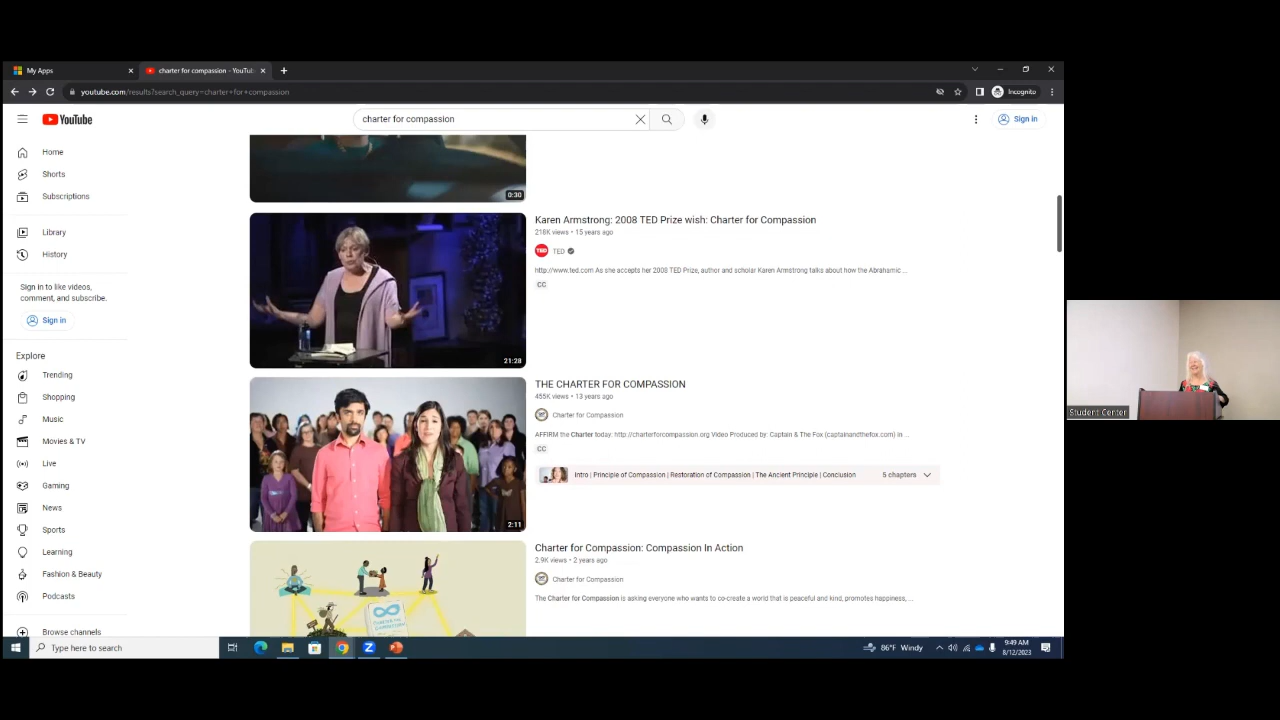 My Apps
charter for compassion - YouTub
youtube.com/results?search_query=charter+for+compassion
Incognito
YouTube
charter for compassion
Sign in
Home
Shorts
Subscriptions
Library
History
Sign in to like videos,
comment, and subscribe.
Sign in
Explore
Trending
Shopping
Music
Movies & TV
Live
Gaming
News
Sports
Learning
Fashion & Beauty
Podcasts
Browse channels
0:30
Karen Armstrong: 2008 TED Prize wish: Charter for Compassion
218K views • 15 years ago
TED
TED
http://www.ted.com As she accepts her 2008 TED Prize, author and scholar Karen Armstrong talks about how the Abrahamic ...
CC
21:28
THE CHARTER FOR COMPASSION
455K views • 13 years ago
Charter for Compassion
AFFIRM the Charter today: http://charterforcompassion.org Video Produced by: Captain & The Fox (captainandthefox.com) In ...
CC
Intro | Principle of Compassion | Restoration of Compassion | The Ancient Principle | Conclusion
5 chapters
2:11
Charter for Compassion: Compassion In Action
2.9K views • 2 years ago
Charter for Compassion
The Charter for Compassion is asking everyone who wants to co-create a world that is peaceful and kind, promotes happiness, ...
Student Center
Type here to search
86°F Windy
9:49 AM
8/12/2023